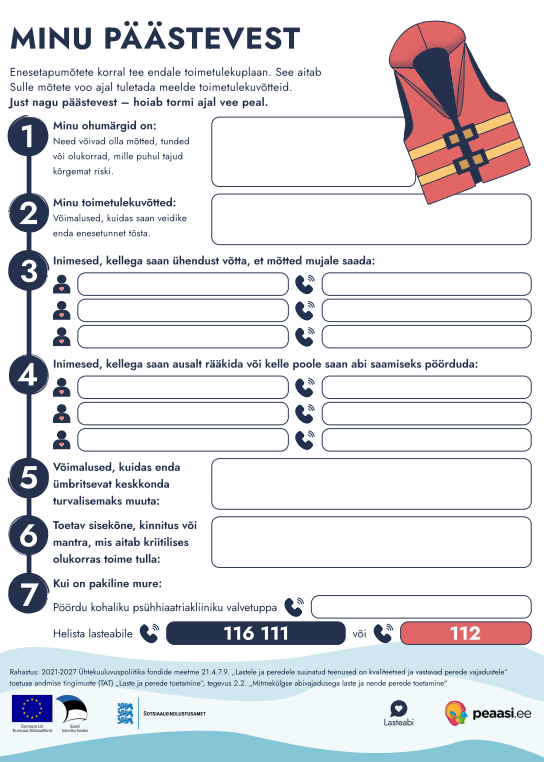 MINU PÄÄSTEVEST
Enesetapumõtete korral tee endale toimetulekuplaan. See aitab
Sulle mõtete voo ajal tuletada meelde toimetulekuvõtteid.
Just nagu päästevest – hoiab tormi ajal vee peal.
1
Minu ohumärgid on:
Need võivad olla mõtted, tunded
või olukorrad, mille puhul tajud
kõrgemat riski.
2
Minu toimetulekuvõtted:
Võimalused, kuidas saan veidike
enda enesetunnet tõsta.
3
Inimesed, kellega saan ühendust võtta, et mõtted mujale saada:
4
Inimesed, kellega saan ausalt rääkida või kelle poole saan abi saamiseks pöörduda:
5
Võimalused, kuidas enda
ümbritsevat keskkonda
turvalisemaks muuta:
6
Toetav sisekõne, kinnitus või
mantra, mis aitab kriitilises
olukorras toime tulla:
7
Kui on pakiline mure:
Pöördu kohaliku psühhiaatriakliiniku valvetuppa
Helista lasteabile 116 111 või 112
Rahastus: 2021-2027 Ühtekuuluvuspoliitika fondide meetme 21.4.7.9. „Lastele ja peredele suunatud teenused on kvaliteetsed ja vastavad perede vajadustele"
toetuse andmise tingimuste (TAT) „Laste ja perede toetamine", tegevus 2.2. „Mitmekülgse abivajadusega laste ja nende perede toetamine"
Euroopa Liit
Euroopa Sotsiaalfond
Eesti
tuleviku heaks
SOTSIAALKINDLUSTUSAMET
Lasteabi
peaasi.ee